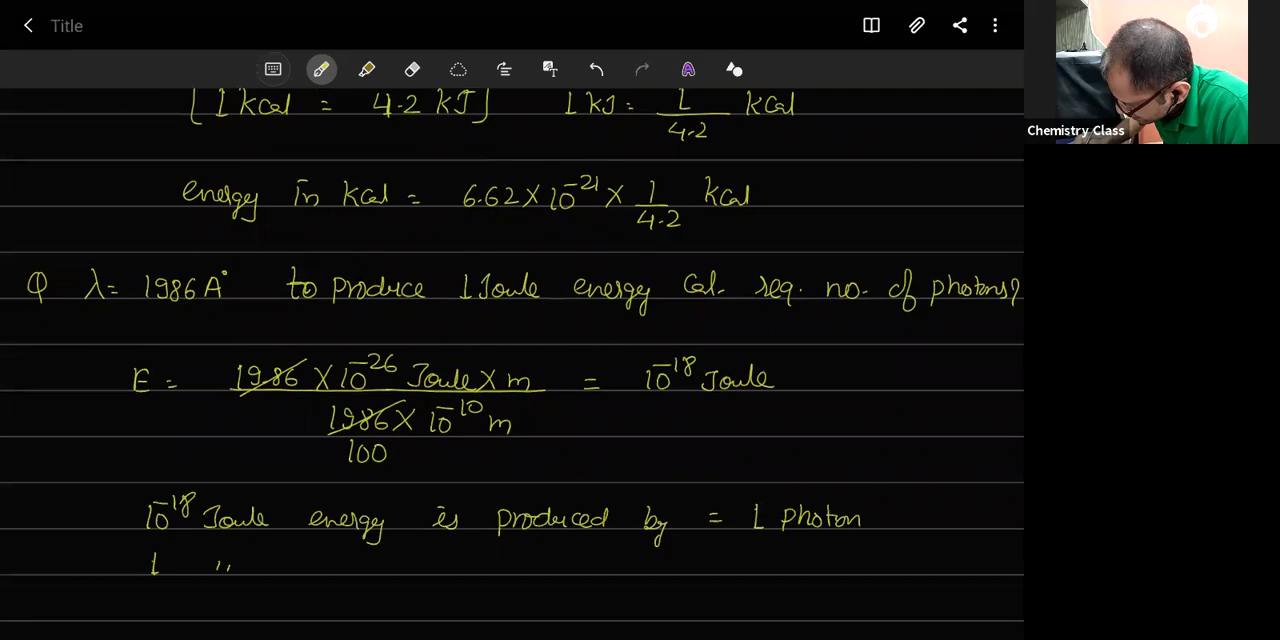 Title
[1 kcal = 4.2 kJ] 1 kJ = 1/4.2 kcal
energy in kcal = 6.62 × 10^-21 × 1/4.2 kcal
Q λ = 1986 A° to produce 1 Joule energy cal. req. no. of photons?
E = 19.86 × 10^-26 Joule × m / 1986 × 10^-10 m = 10^-18 Joule
100
10^-18 Joule energy is produced by = 1 photon
1 ,,
Chemistry Class